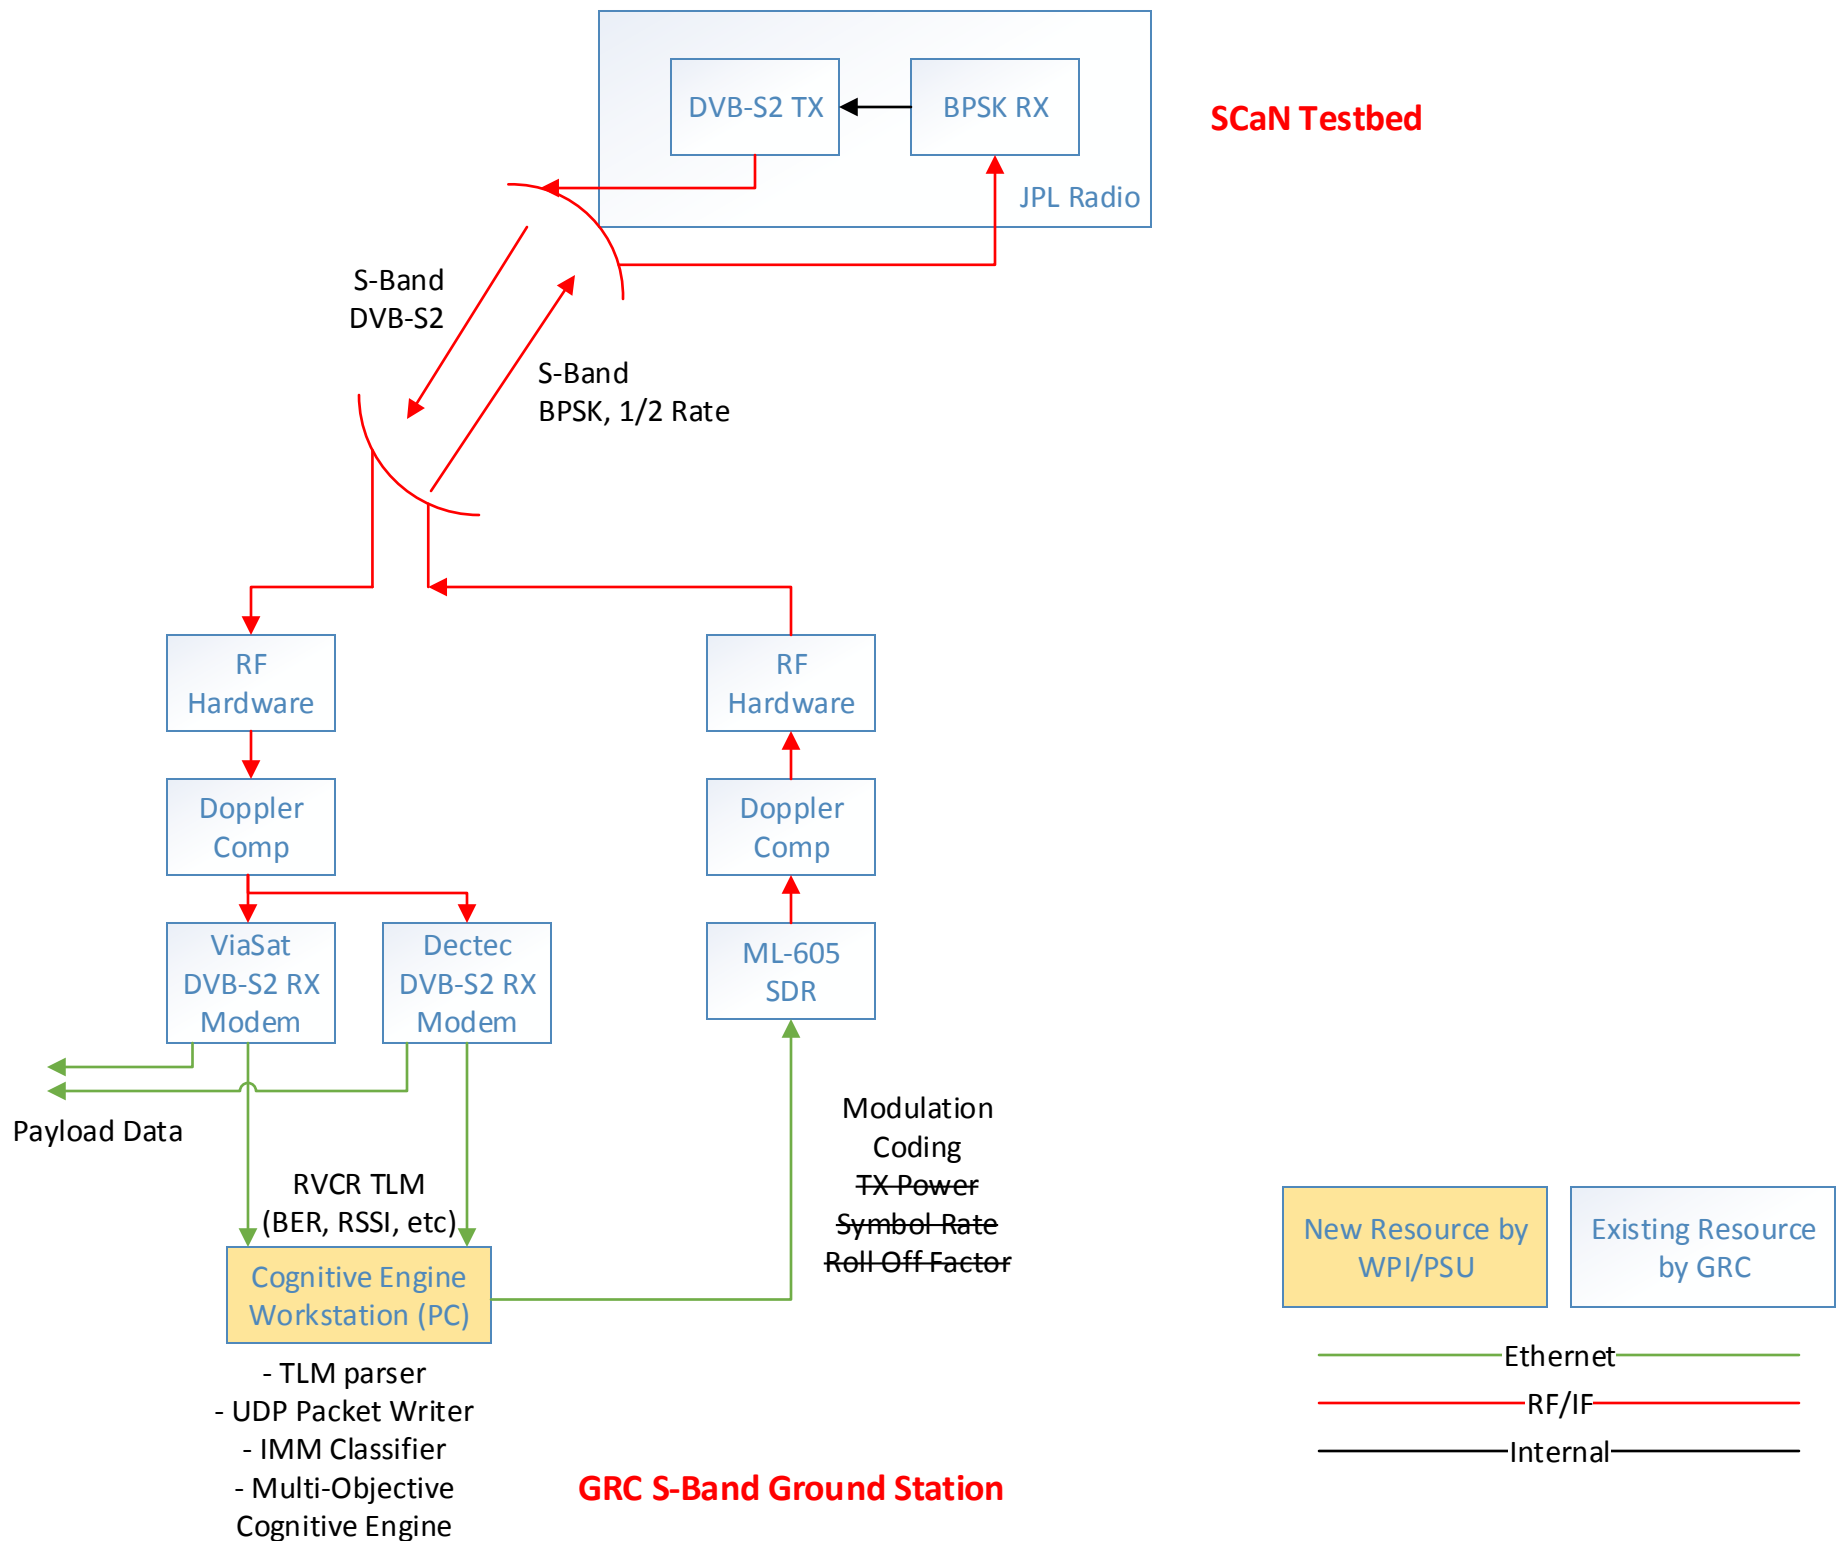 DVB-S2 TX
BPSK RX
SCaN Testbed
JPL Radio
S-Band
DVB-S2
S-Band
BPSK, 1/2 Rate
RF
Hardware
RF
Hardware
Doppler
Comp
Doppler
Comp
ViaSat
DVB-S2 RX
Modem
Dectec
DVB-S2 RX
Modem
ML-605
SDR
Payload Data
Modulation
Coding
TX Power
Symbol Rate
Roll Off Factor
RVCR TLM
(BER, RSSI, etc)
Cognitive Engine
Workstation (PC)
- TLM parser
- UDP Packet Writer
- IMM Classifier
- Multi-Objective
Cognitive Engine
GRC S-Band Ground Station
New Resource by
WPI/PSU
Existing Resource
by GRC
Ethernet
RF/IF
Internal